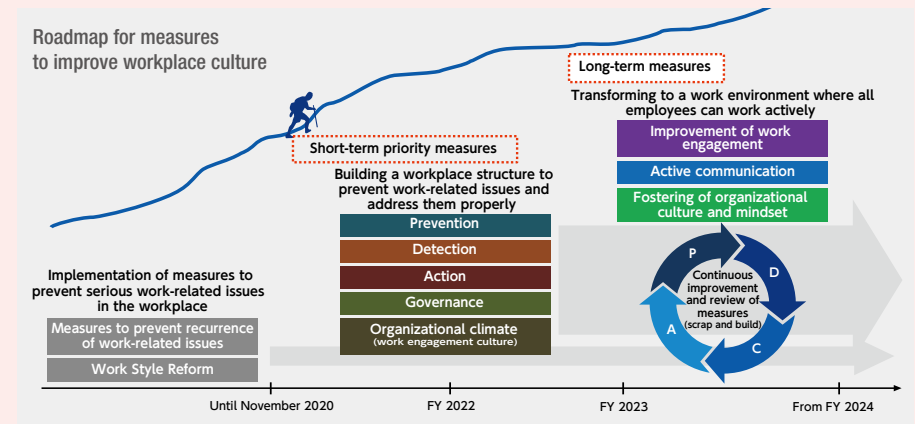 Roadmap for measures
to improve workplace culture
Long-term measures
Transforming to a work environment where all
employees can work actively
Improvement of work
engagement
Active communication
Fostering of organizational
culture and mindset
Short-term priority measures
Building a workplace structure to
prevent work-related issues and
address them properly
Prevention
Detection
Action
Governance
Organizational climate
(work engagement culture)
P
D
C
A
Continuous
improvement
and review of
measures
(scrap and build)
Implementation of measures to
prevent serious work-related issues
in the workplace
Measures to prevent recurrence
of work-related issues
Work Style Reform
Until November 2020
FY 2022
FY 2023
From FY 2024